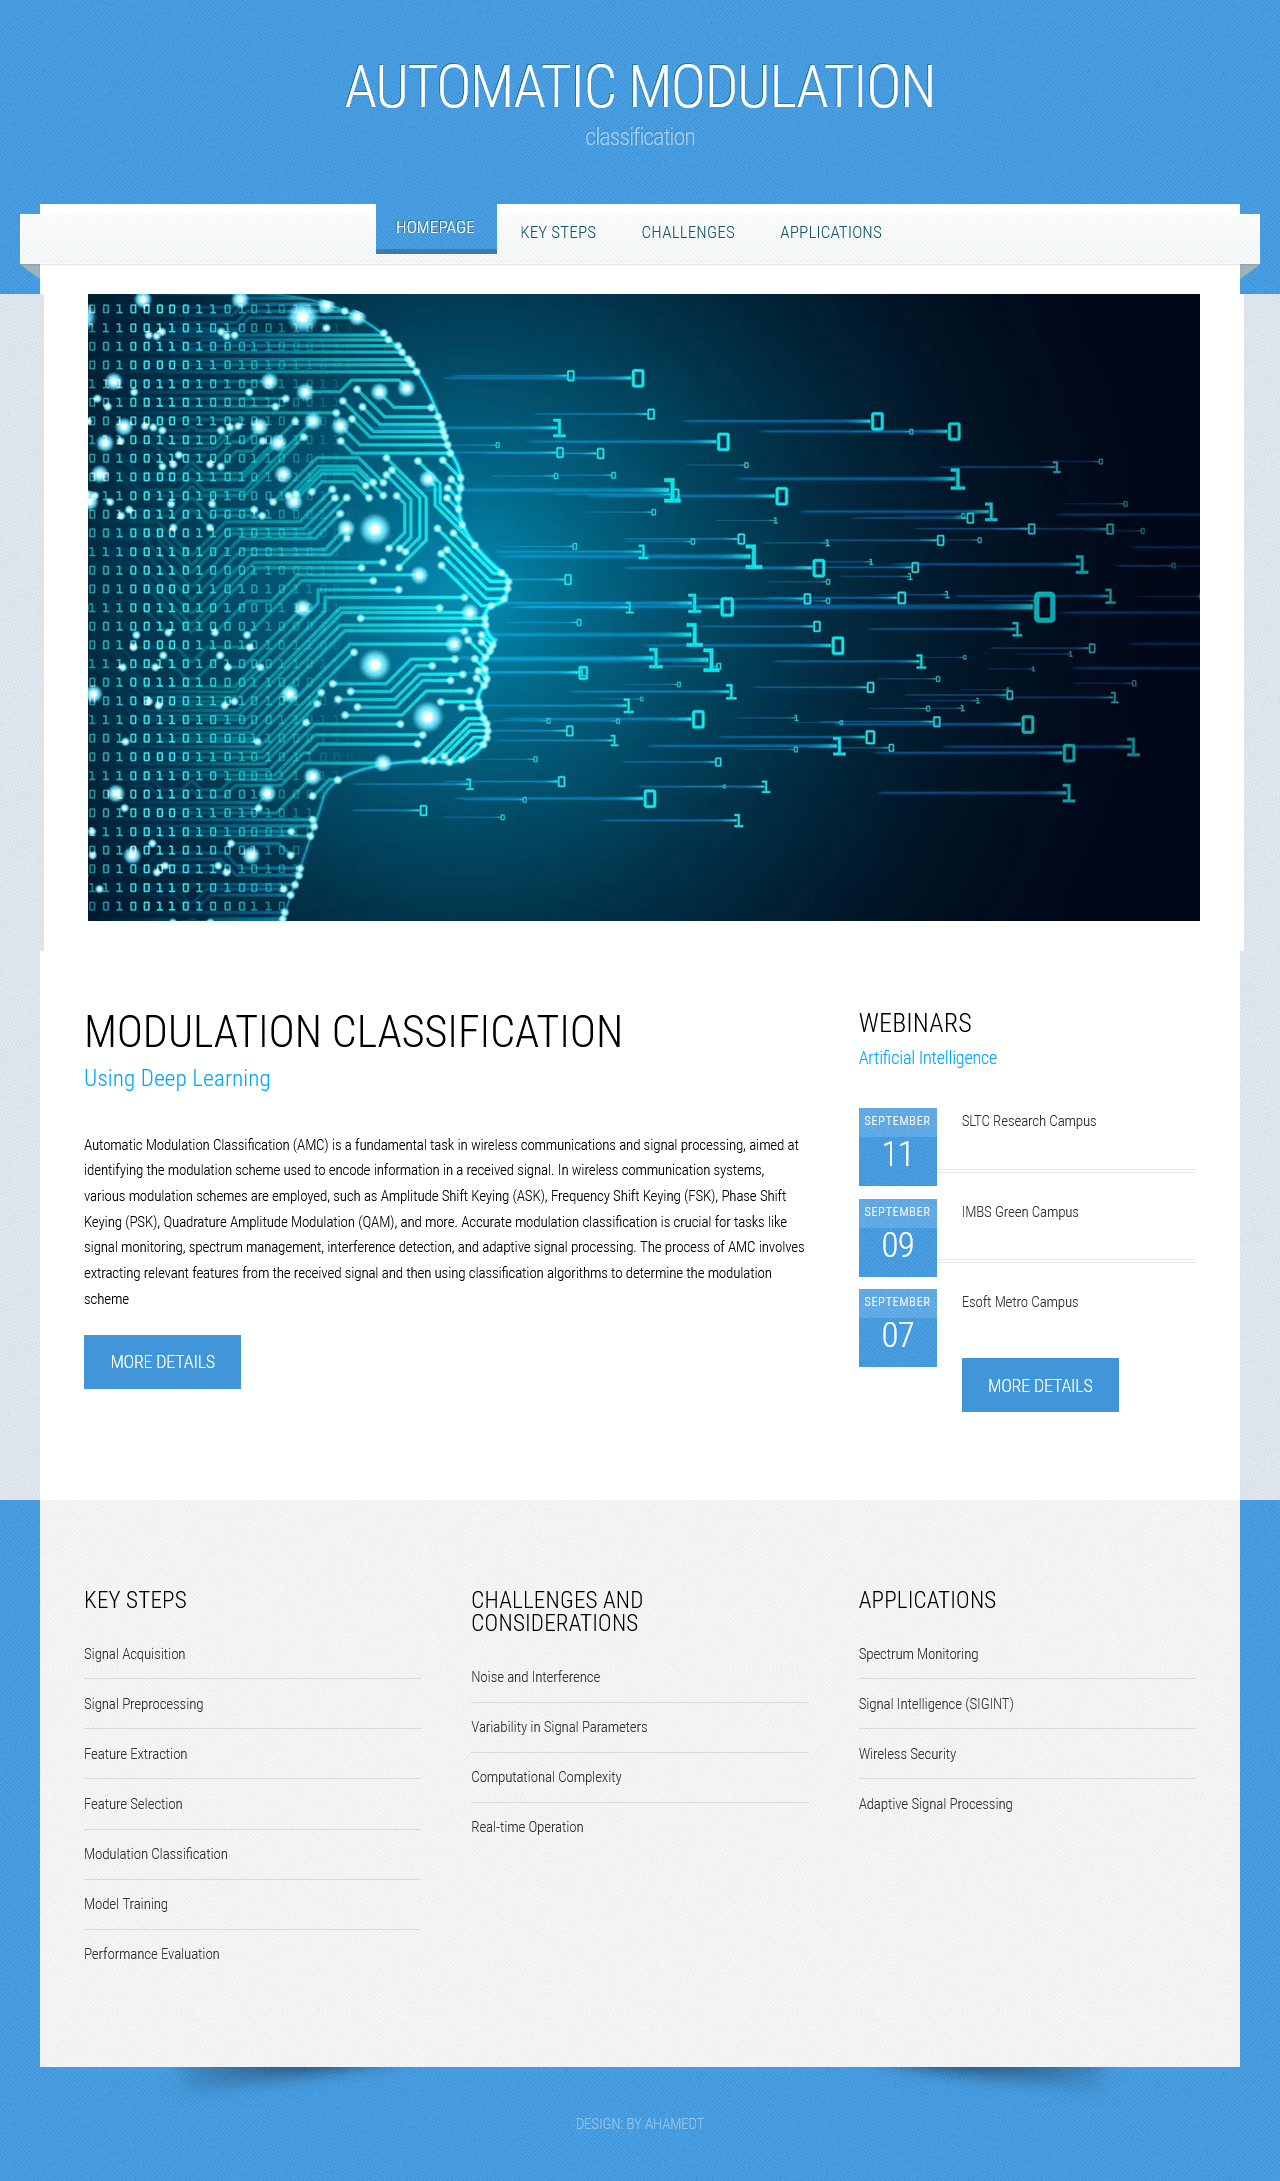 AUTOMATIC MODULATION
classification
HOMEPAGE
KEY STEPS
CHALLENGES
APPLICATIONS
MODULATION CLASSIFICATION
Using Deep Learning
Automatic Modulation Classification (AMC) is a fundamental task in wireless communications and signal processing, aimed at
identifying the modulation scheme used to encode information in a received signal. In wireless communication systems,
various modulation schemes are employed, such as Amplitude Shift Keying (ASK), Frequency Shift Keying (FSK), Phase Shift
Keying (PSK), Quadrature Amplitude Modulation (QAM), and more. Accurate modulation classification is crucial for tasks like
signal monitoring, spectrum management, interference detection, and adaptive signal processing. The process of AMC involves
extracting relevant features from the received signal and then using classification algorithms to determine the modulation
scheme
MORE DETAILS
WEBINARS
Artificial Intelligence
SEPTEMBER
11
SLTC Research Campus
SEPTEMBER
09
IMBS Green Campus
SEPTEMBER
07
Esoft Metro Campus
MORE DETAILS
KEY STEPS
Signal Acquisition
Signal Preprocessing
Feature Extraction
Feature Selection
Modulation Classification
Model Training
Performance Evaluation
CHALLENGES AND
CONSIDERATIONS
Noise and Interference
Variability in Signal Parameters
Computational Complexity
Real-time Operation
APPLICATIONS
Spectrum Monitoring
Signal Intelligence (SIGINT)
Wireless Security
Adaptive Signal Processing
DESIGN: BY AHAMEDT